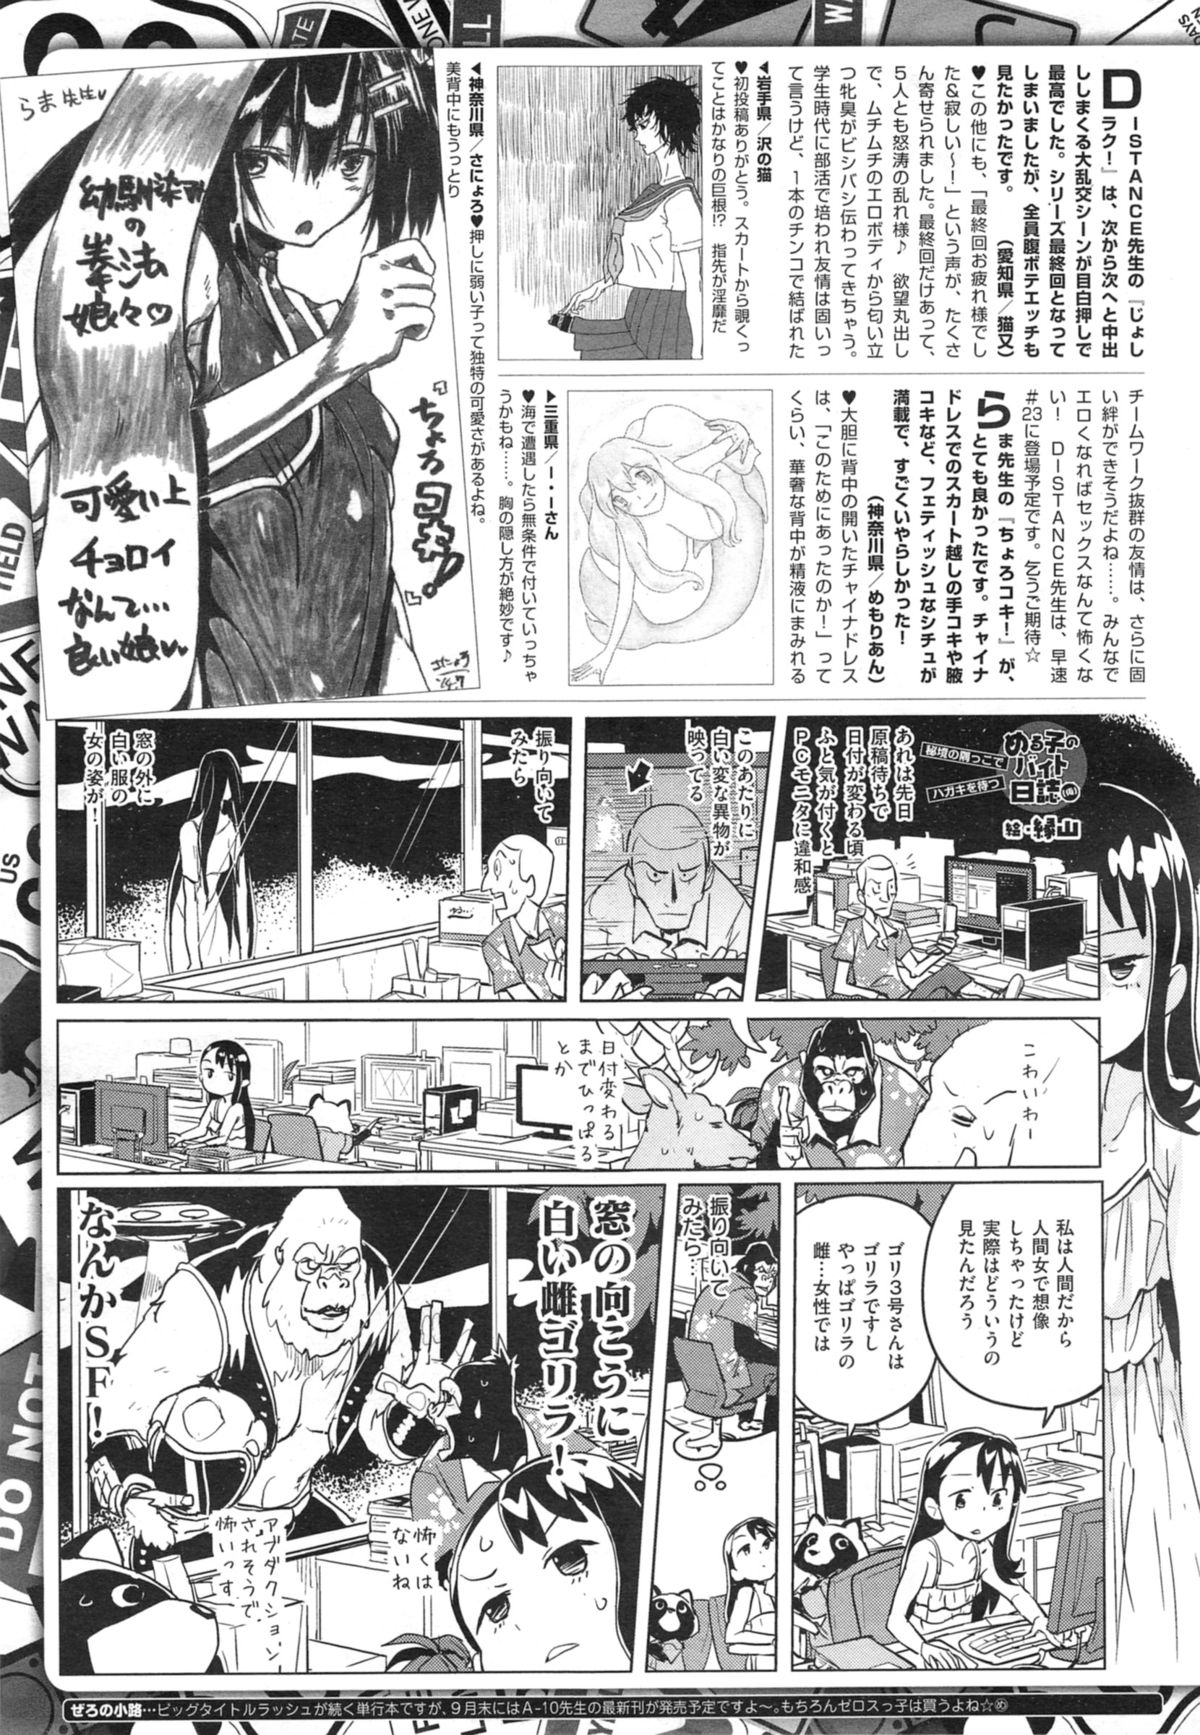 DISTANCE先生の『じょし
ラク！』は、次から次へと中出
ししまくる大乱交シーンが目白押しで
最高でした。シリーズ最終回となって
しまいましたが、全員腹ボテエッチも
見たかったです。　（愛知県／猫又）
♥この他にも、「最終回お疲れ様でし
た＆寂しい～！」という声が、たくさ
ん寄せられました。最終回だけあって、
5人とも怒涛の乱れ様♪　欲望丸出し
で、ムチムチのエロボディから匂い立
つ牝臭がビシバシ伝わってきちゃう。
学生時代に部活で培われ友情は固いっ
て言うけど、1本のチンコで結ばれた
チームワーク抜群の友情は、さらに固
い絆ができそうだよね……。みんなで
エロくなればセックスなんて怖くな
い！　DISTANCE先生は、早速
＃23に登場予定です。乞うご期待☆
らま先生の『ちょろコキ！』が、
とても良かったです。チャイナ
ドレスでのスカート越しの手コキや腋
コキなど、フェティッシュなシチュが
満載で、すごくいやらしかった！
（神奈川県／めもりあん）
♥大胆に背中の開いたチャイナドレス
は、「このためにあったのか！」って
くらい、華奢な背中が精液にまみれる
◀岩手県／沢の猫
♥初投稿ありがとう。スカートから覗くっ
てことはかなりの巨根!?　指先が淫靡だ
▶三重県／I・Iさん
♥海で遭遇したら無条件で付いていっちゃ
うかもね……。胸の隠し方が絶妙です♪
◀神奈川県／さにょろ♥押しに弱い子って独特の可愛さがあるよね。
美背中にもうっとり
らま先生
幼馴染みの拳法娘々♡
ちょろコキ!
可愛い上
チョロイ
なんて…
良い娘
さにょろ
'14.7
める子の
バイト
日誌(仮)
秘境の隅っこで
ハガキを待つ
絵・緑山
あれは先日
原稿待ちで
日付が変わる頃
ふと気が付くと
PCモニタに違和感
このあたりに
白い変な異物が
映ってる
振り向いて
みたら
窓の外に
白い服の
女の姿が！
こわいわー
日付変わる
までひっぱる
とか
私は人間だから
人間女で想像
しちゃったけど
実際はどういうの
見たんだろう
ゴリ3号さんは
ゴリラですし
やっぱゴリラの
雌…女性では
振り向いて
みたら…
窓の向こうに
白い雌ゴリラ！
なんかSF！
怖くは
ないね
アブダクション
されそうで
怖いっす
ぜろの小路…ビッグタイトルラッシュが続く単行本ですが、9月末にはA-10先生の最新刊が発売予定ですよ～。もちろんゼロスっ子は買うよね☆㋱
FIELD
US
DO NOT